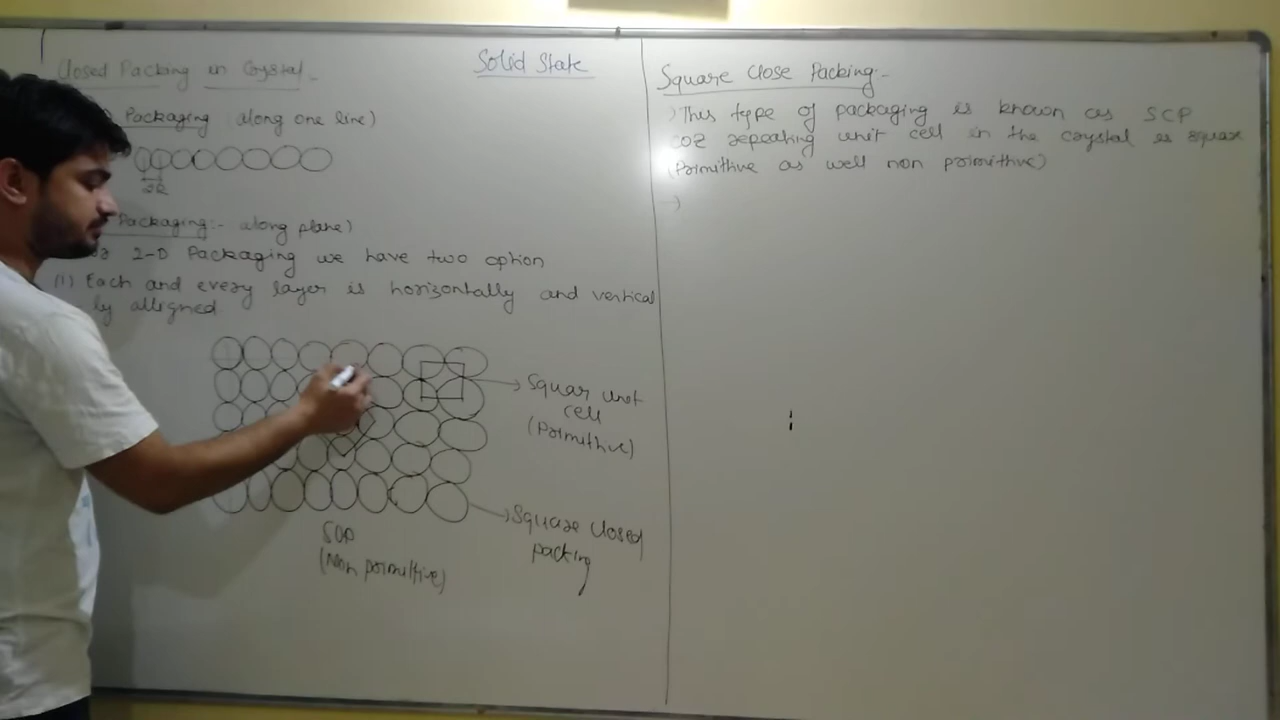 Solid State
Closed Packing in Crystal
Packaging along one line)
2R
Packaging:- along plane)
2-D Packaging we have two option
(i) Each and every layer is horizontally and vertical
ly alligned
Squar unit
cell
(Primitive)
Square Closed
packing
SCP
(Non primitive)
Square Close Packing:-
→) This type of packaging is known as SCP
coz repeating unit cell in the crystal is square
(Primitive as well non primitive)
→)